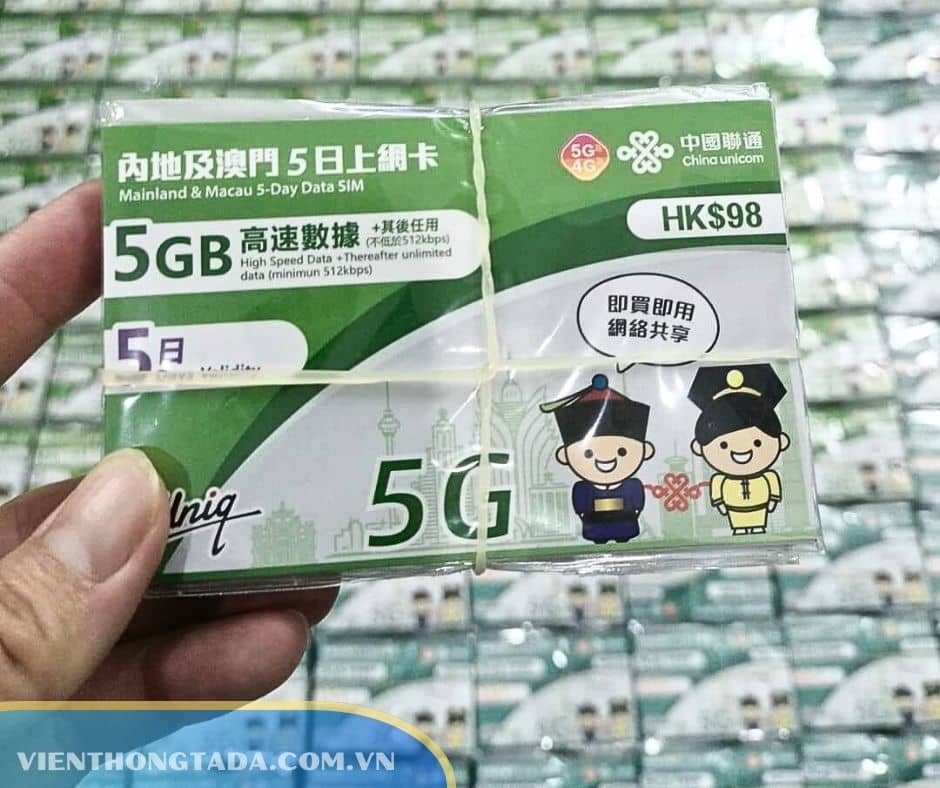 內地及澳門 5 日上網卡
Mainland & Macau 5-Day Data SIM
5G
4G
中國聯通
China unicom
HK$98
5GB 高速數據 +其後任用
(不低於512kbps)
High Speed Data +Thereafter unlimited
data (minimun 512kbps)
即買即用
網絡共享
5
Days Validity
5G
Uniq
VIENTHONGTADA.COM.VN